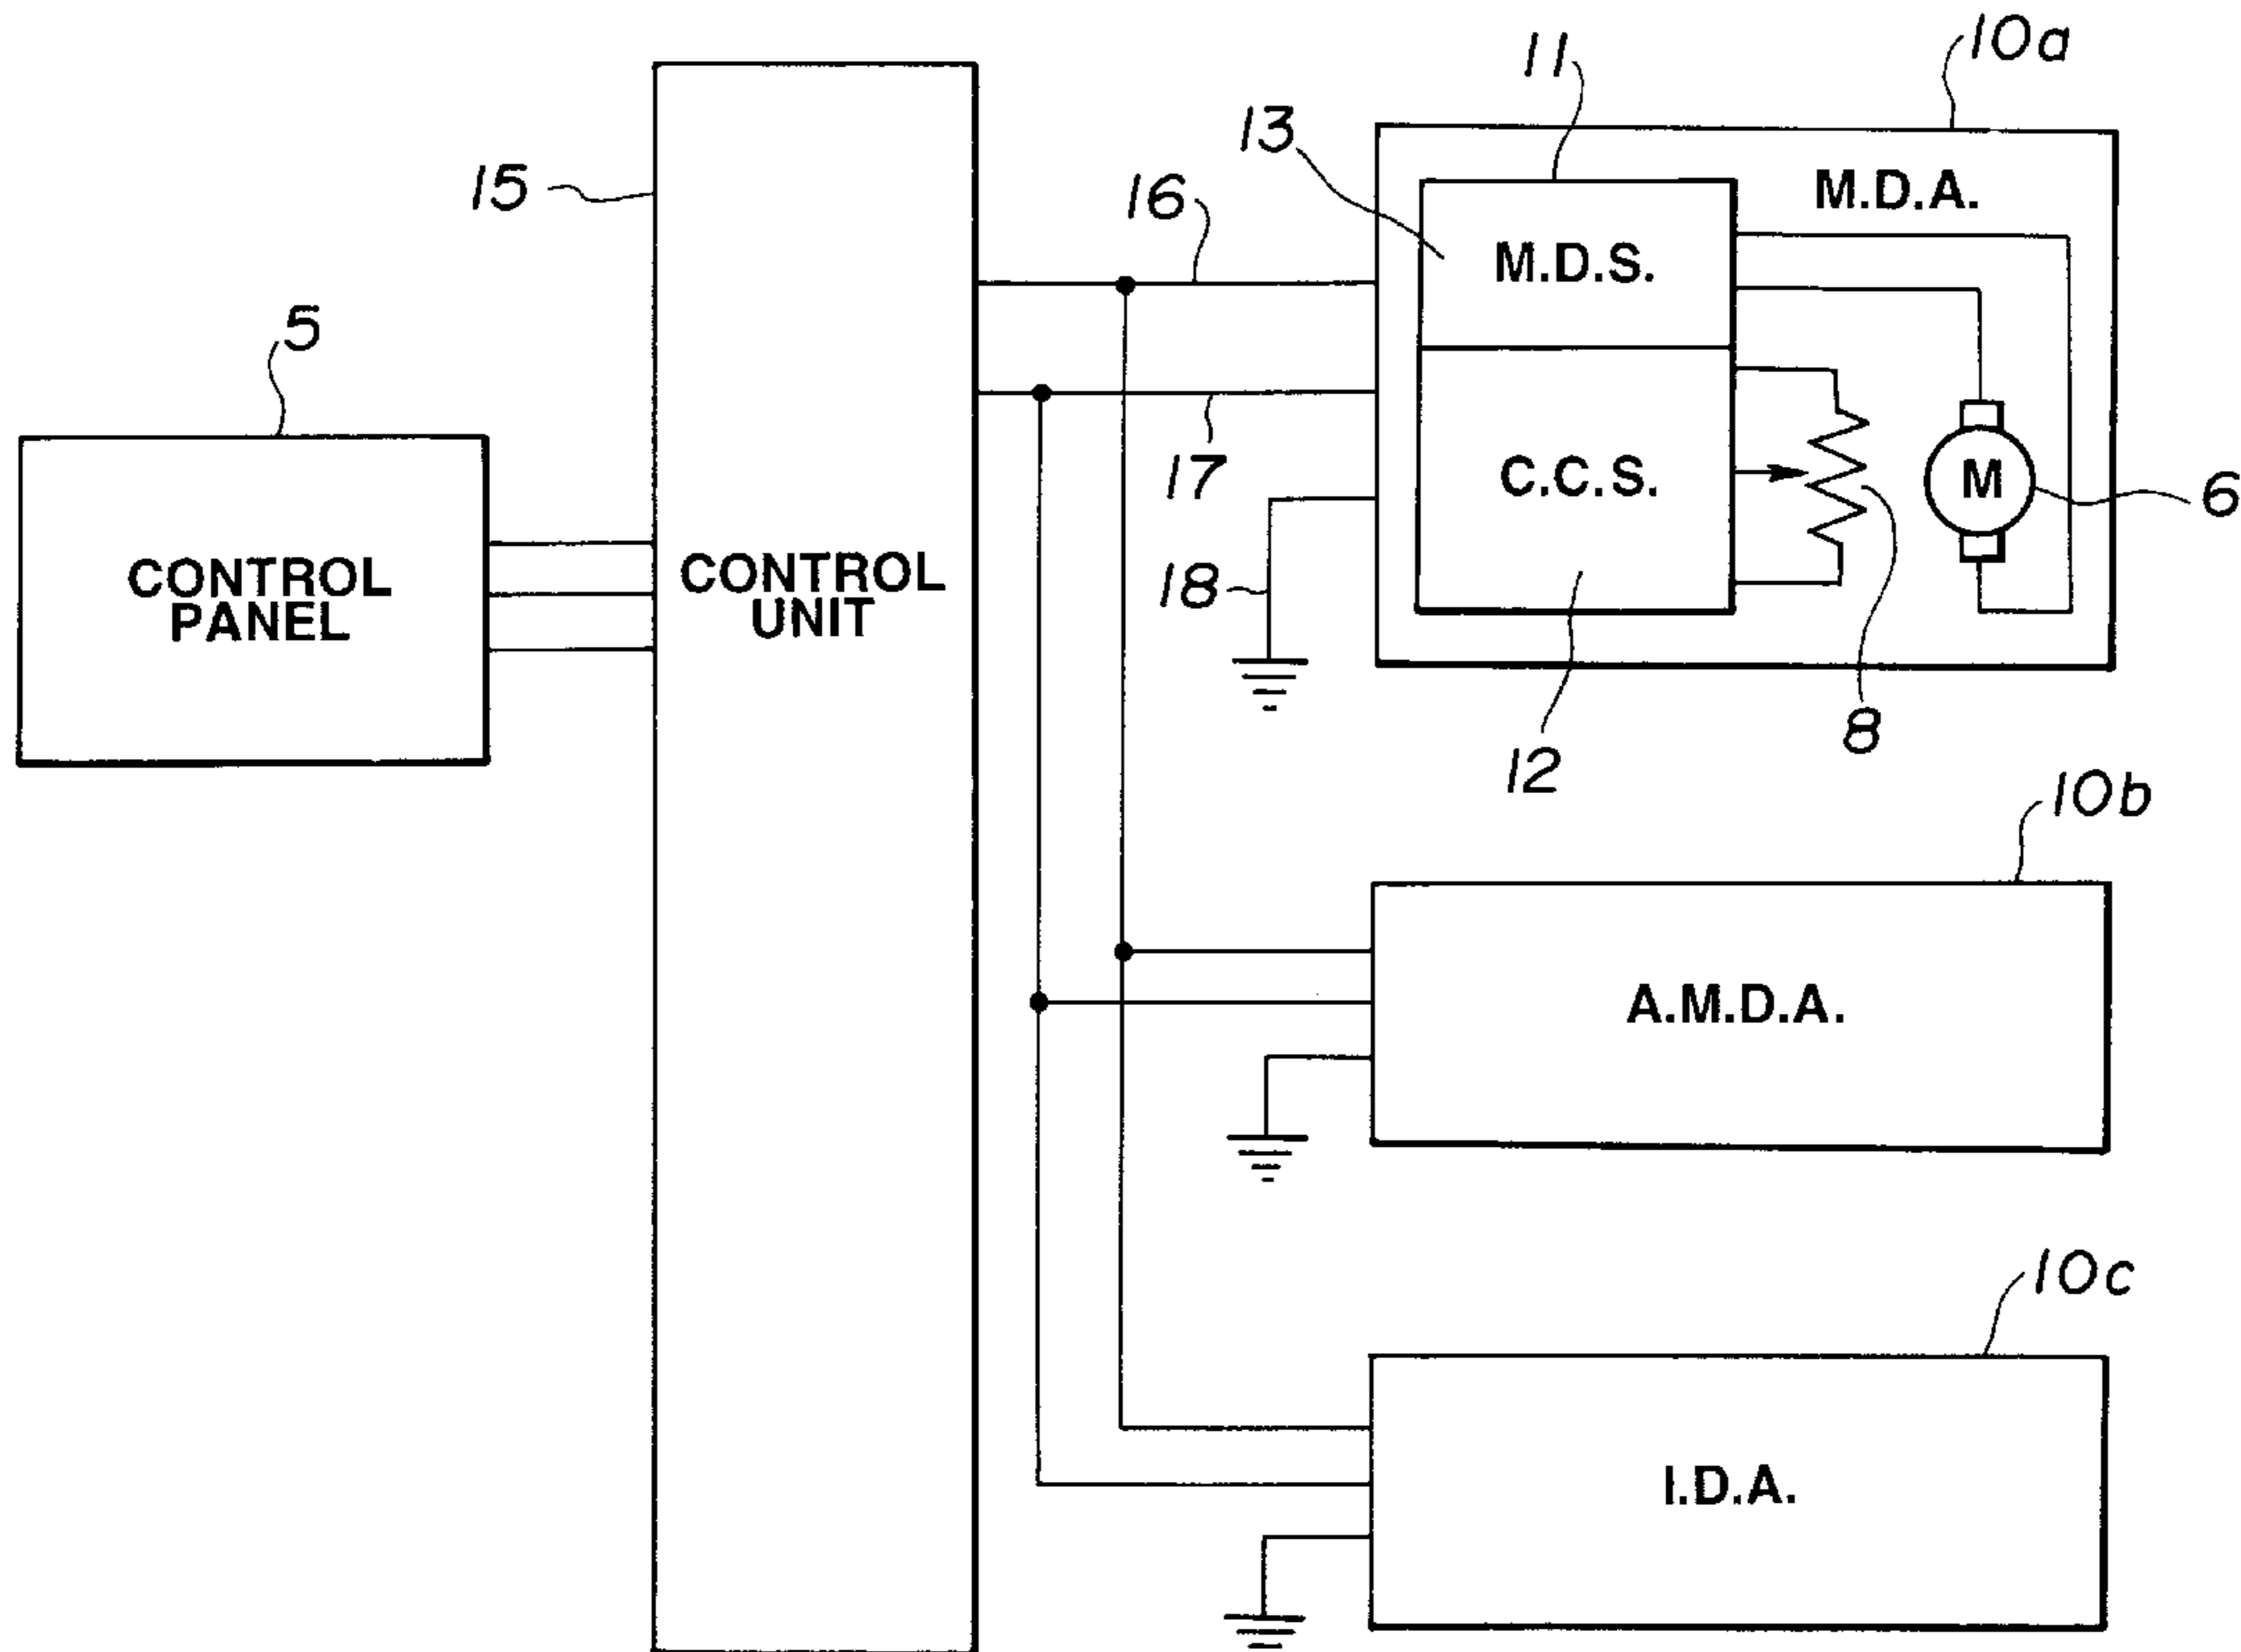 10a
11
13
M.D.A.
15
16
M.D.S.
5
C.C.S.
M
6
17
18
CONTROL
PANEL
CONTROL
UNIT
8
12
10b
A.M.D.A.
10c
I.D.A.